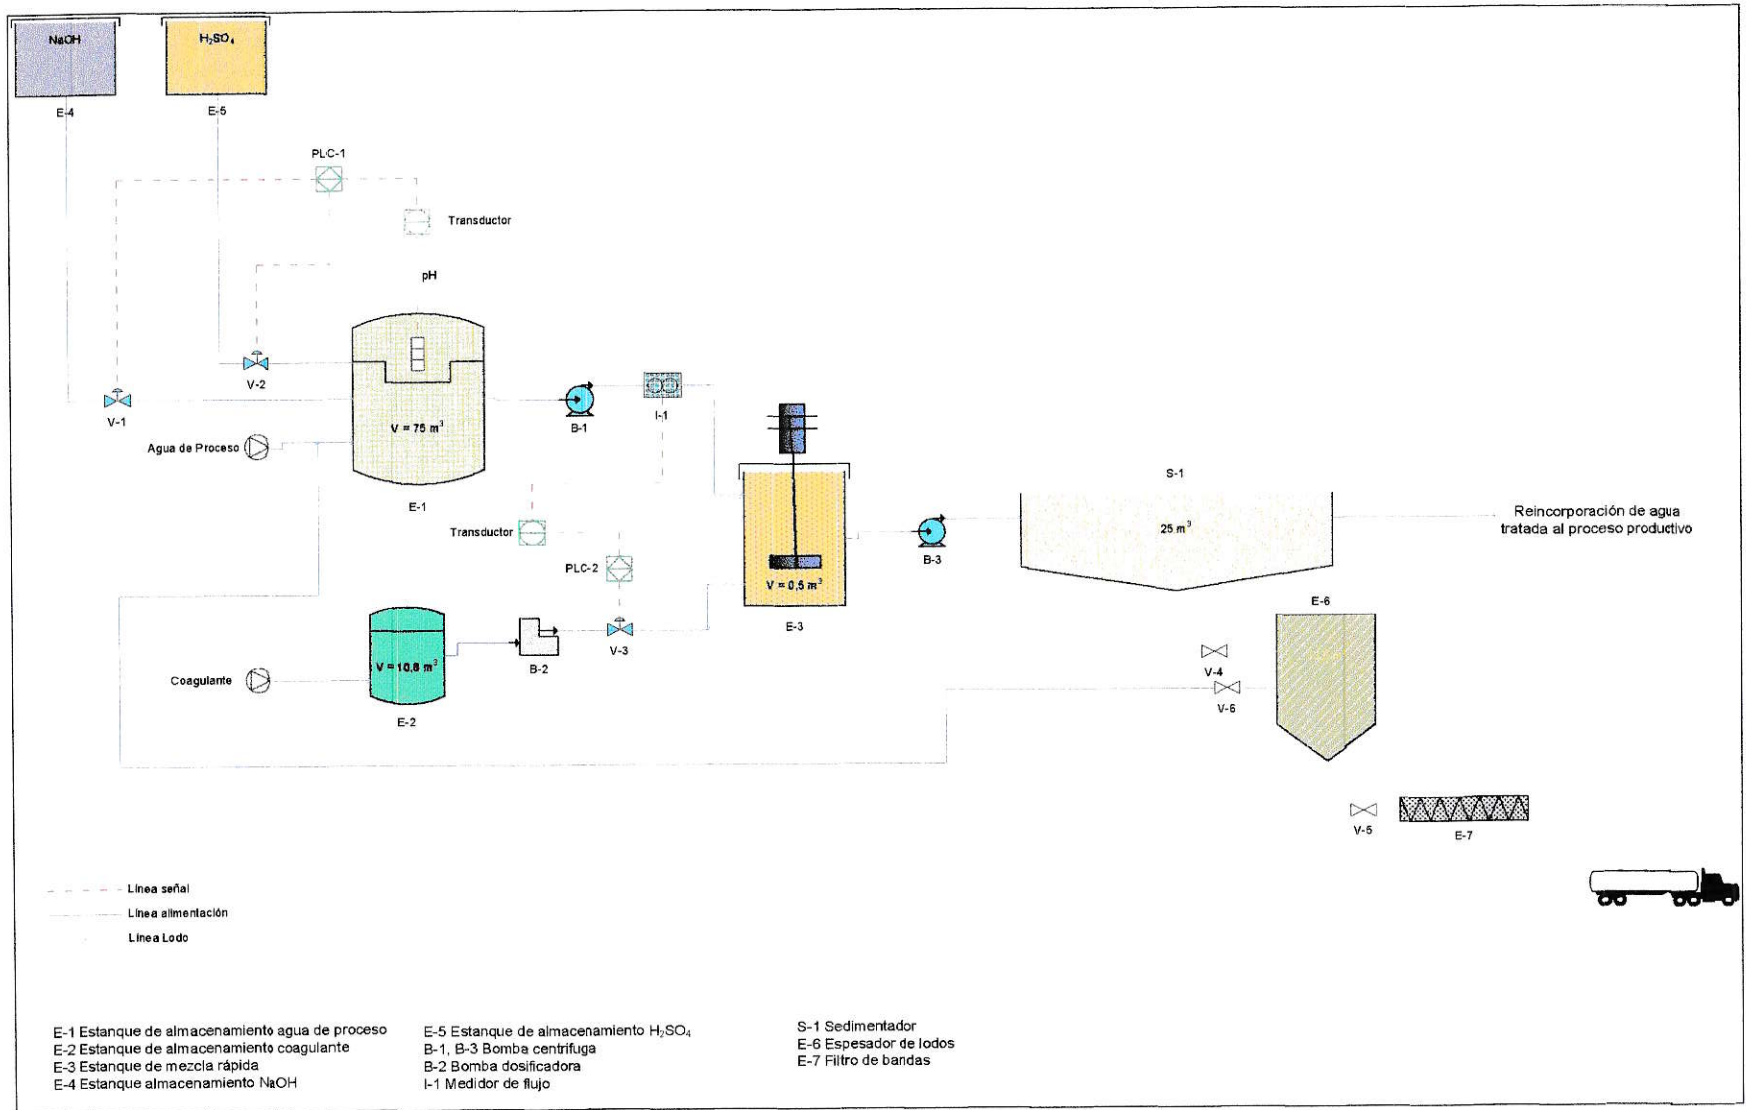 NaOH
H₂SO₄
E-4
E-5
PLC-1
Transductor
pH
V-2
V-1
B-1
I-1
V = 75 m³
Agua de Proceso
E-1
S-1
25 m³
Reincorporación de agua
tratada al proceso productivo
Transductor
PLC-2
B-3
V = 0,5 m³
E-3
E-6
V-3
B-2
V = 10,8 m³
Coagulante
E-2
V-4
V-6
V-5
E-7
Línea señal
Línea alimentación
Línea Lodo
E-1 Estanque de almacenamiento agua de proceso
E-2 Estanque de almacenamiento coagulante
E-3 Estanque de mezcla rápida
E-4 Estanque almacenamiento NaOH
E-5 Estanque de almacenamiento H₂SO₄
B-1, B-3 Bomba centrifuga
B-2 Bomba dosificadora
I-1 Medidor de flujo
S-1 Sedimentador
E-6 Espesador de lodos
E-7 Filtro de bandas